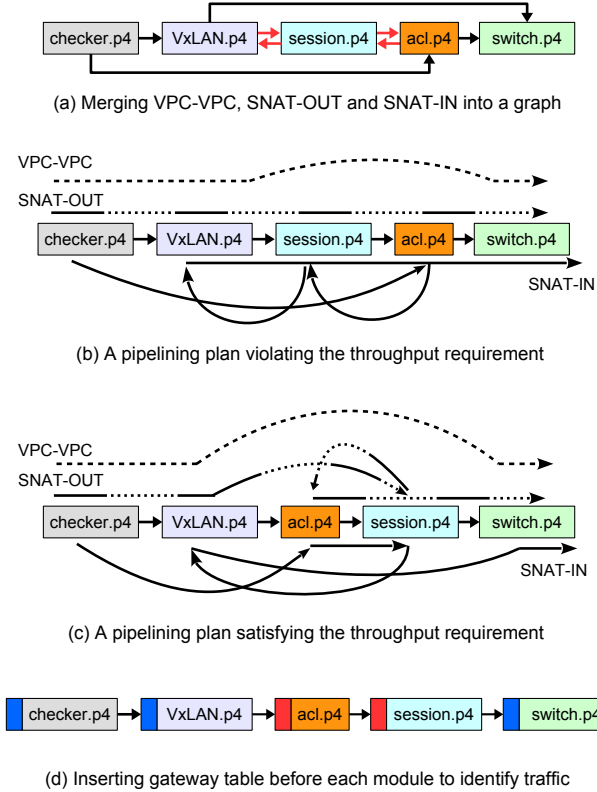 checker.p4 VxLAN.p4 session.p4 acl.p4 switch.p4
(a) Merging VPC-VPC, SNAT-OUT and SNAT-IN into a graph
VPC-VPC
SNAT-OUT
checker.p4 VxLAN.p4 session.p4 acl.p4 switch.p4
SNAT-IN
(b) A pipelining plan violating the throughput requirement
VPC-VPC
SNAT-OUT
checker.p4 VxLAN.p4 acl.p4 session.p4 switch.p4
SNAT-IN
(c) A pipelining plan satisfying the throughput requirement
checker.p4 VxLAN.p4 acl.p4 session.p4 switch.p4
(d) Inserting gateway table before each module to identify traffic